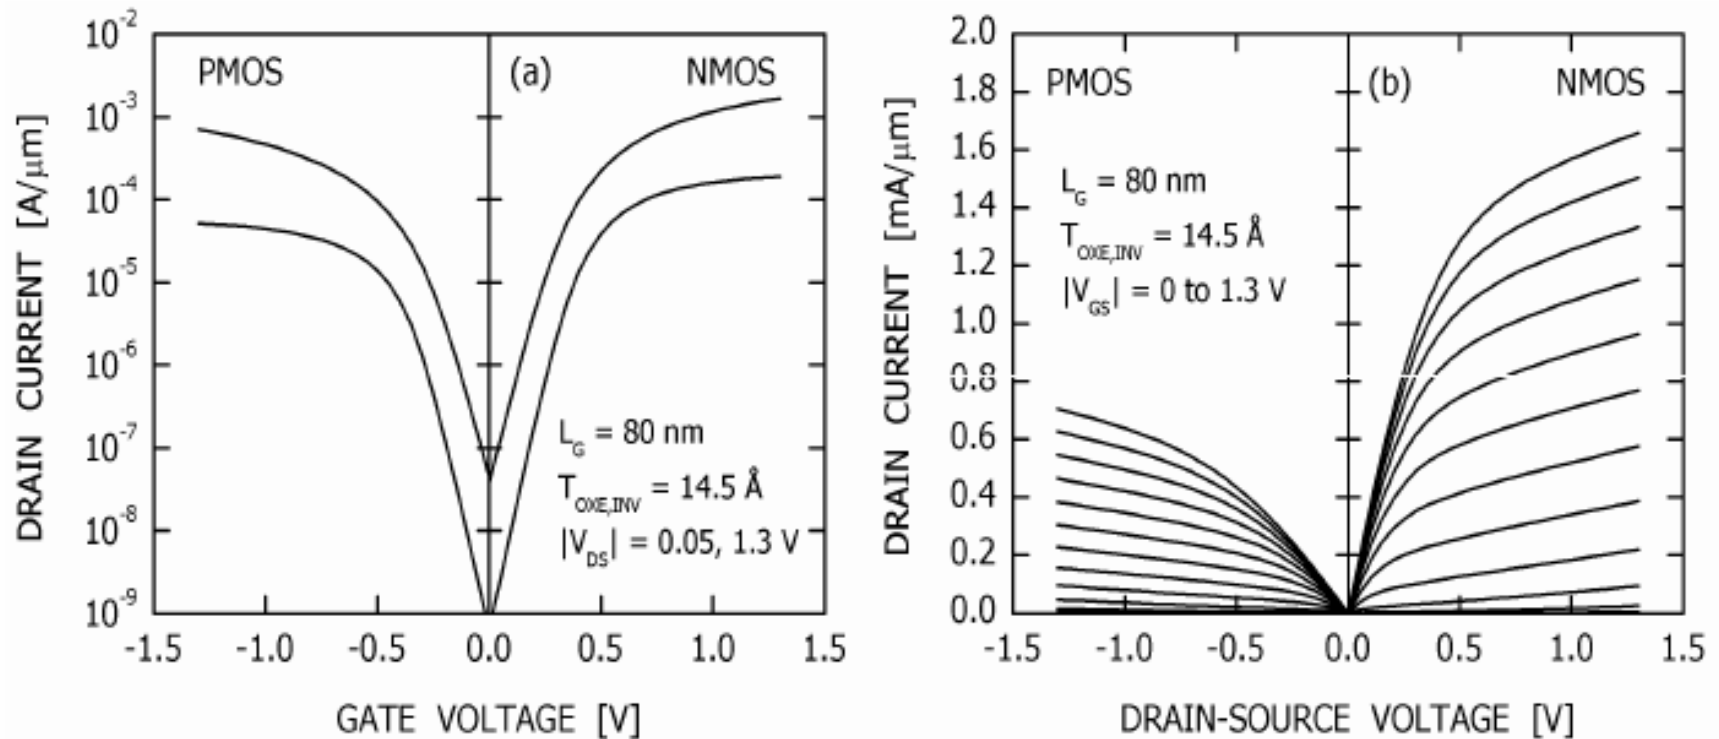 DRAIN CURRENT [A/μm]
10⁻²
10⁻³
10⁻⁴
10⁻⁵
10⁻⁶
10⁻⁷
10⁻⁸
10⁻⁹
PMOS (a) NMOS
L_G = 80 nm
T_OXE,INV = 14.5 Å
|V_DS| = 0.05, 1.3 V
-1.5 -1.0 -0.5 0.0 0.5 1.0 1.5
GATE VOLTAGE [V]
DRAIN CURRENT [mA/μm]
2.0
1.8
1.6
1.4
1.2
1.0
0.8
0.6
0.4
0.2
0.0
PMOS (b) NMOS
L_G = 80 nm
T_OXE,INV = 14.5 Å
|V_GS| = 0 to 1.3 V
-1.5 -1.0 -0.5 0.0 0.5 1.0 1.5
DRAIN-SOURCE VOLTAGE [V]